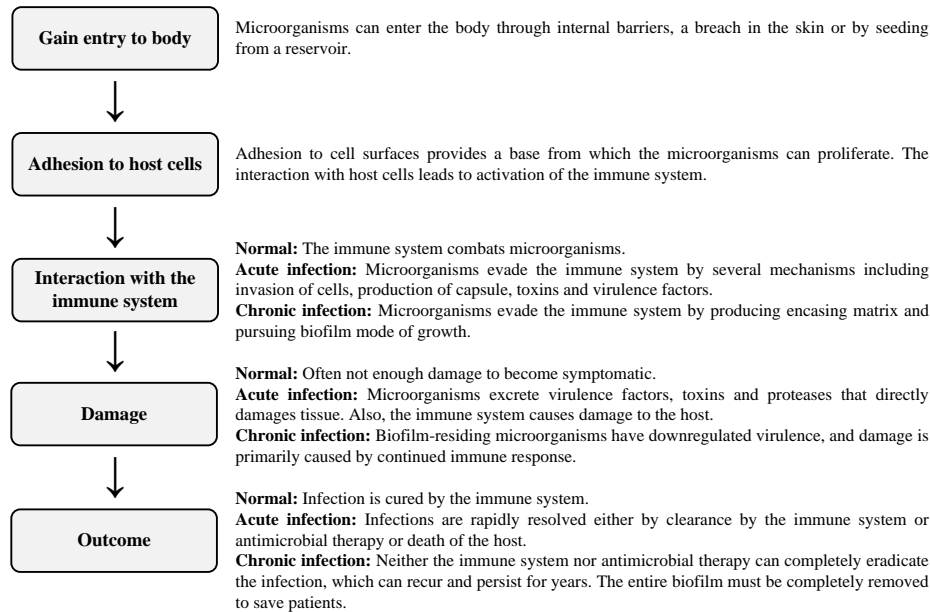 Gain entry to body
Microorganisms can enter the body through internal barriers, a breach in the skin or by seeding
from a reservoir.
Adhesion to host cells
Adhesion to cell surfaces provides a base from which the microorganisms can proliferate. The
interaction with host cells leads to activation of the immune system.
Interaction with the
immune system
Normal: The immune system combats microorganisms.
Acute infection: Microorganisms evade the immune system by several mechanisms including
invasion of cells, production of capsule, toxins and virulence factors.
Chronic infection: Microorganisms evade the immune system by producing encasing matrix and
pursuing biofilm mode of growth.
Damage
Normal: Often not enough damage to become symptomatic.
Acute infection: Microorganisms excrete virulence factors, toxins and proteases that directly
damages tissue. Also, the immune system causes damage to the host.
Chronic infection: Biofilm-residing microorganisms have downregulated virulence, and damage is
primarily caused by continued immune response.
Outcome
Normal: Infection is cured by the immune system.
Acute infection: Infections are rapidly resolved either by clearance by the immune system or
antimicrobial therapy or death of the host.
Chronic infection: Neither the immune system nor antimicrobial therapy can completely eradicate
the infection, which can recur and persist for years. The entire biofilm must be completely removed
to save patients.